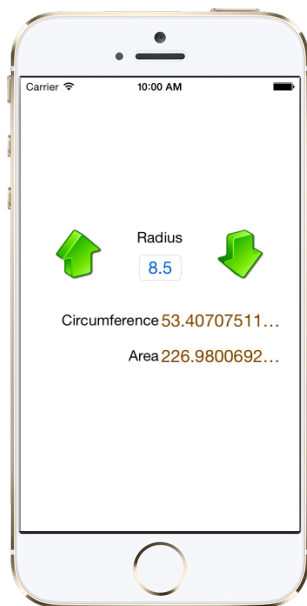 Carrier 10:00 AM
Radius
8.5
Circumference 53.40707511...
Area 226.9800692...